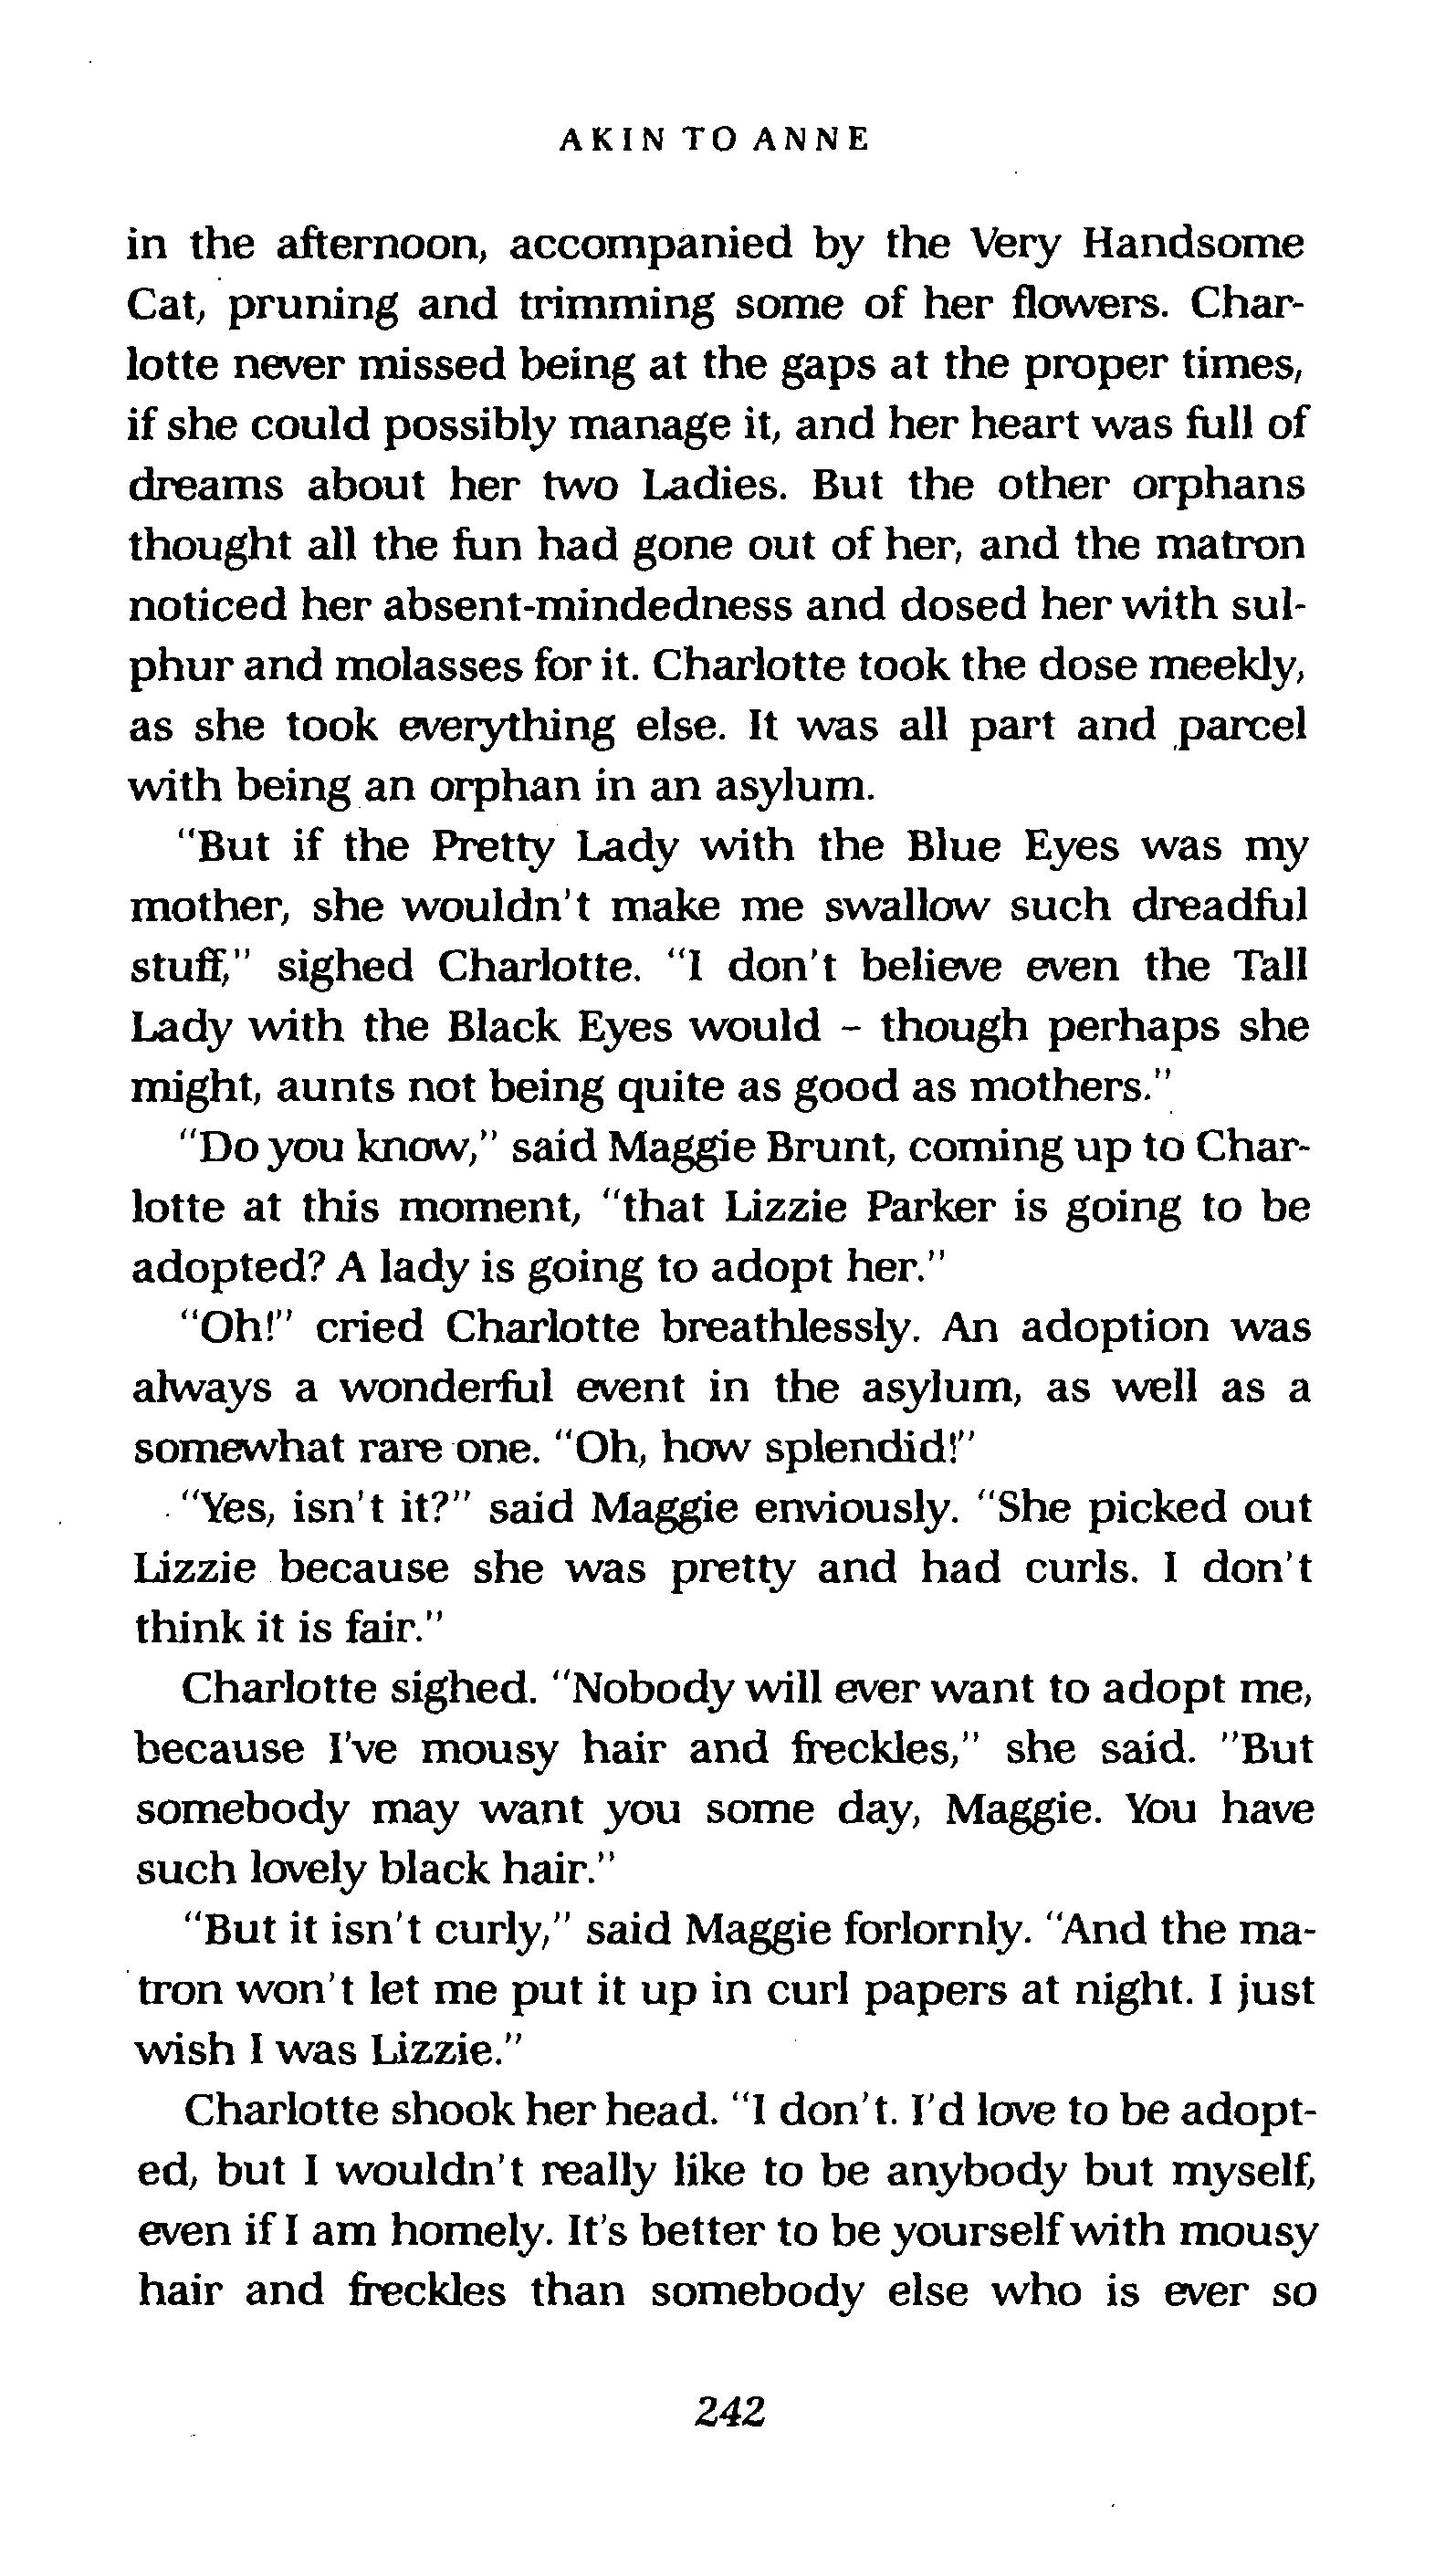 AKIN TO ANNE
in the afternoon, accompanied by the Very Handsome
Cat, pruning and trimming some of her flowers. Char-
lotte never missed being at the gaps at the proper times,
if she could possibly manage it, and her heart was full of
dreams about her two Ladies. But the other orphans
thought all the fun had gone out of her, and the matron
noticed her absent-mindedness and dosed her with sul-
phur and molasses for it. Charlotte took the dose meekly,
as she took everything else. It was all part and parcel
with being an orphan in an asylum.
"But if the Pretty Lady with the Blue Eyes was my
mother, she wouldn't make me swallow such dreadful
stuff," sighed Charlotte. "I don't believe even the Tall
Lady with the Black Eyes would – though perhaps she
might, aunts not being quite as good as mothers."
"Do you know," said Maggie Brunt, coming up to Char-
lotte at this moment, "that Lizzie Parker is going to be
adopted? A lady is going to adopt her."
"Oh!" cried Charlotte breathlessly. An adoption was
always a wonderful event in the asylum, as well as a
somewhat rare one. "Oh, how splendid!"
"Yes, isn't it?" said Maggie enviously. "She picked out
Lizzie because she was pretty and had curls. I don't
think it is fair."
Charlotte sighed. "Nobody will ever want to adopt me,
because I've mousy hair and freckles," she said. "But
somebody may want you some day, Maggie. You have
such lovely black hair."
"But it isn't curly," said Maggie forlornly. "And the ma-
tron won't let me put it up in curl papers at night. I just
wish I was Lizzie."
Charlotte shook her head. "I don't. I'd love to be adopt-
ed, but I wouldn't really like to be anybody but myself,
even if I am homely. It's better to be yourself with mousy
hair and freckles than somebody else who is ever so
242